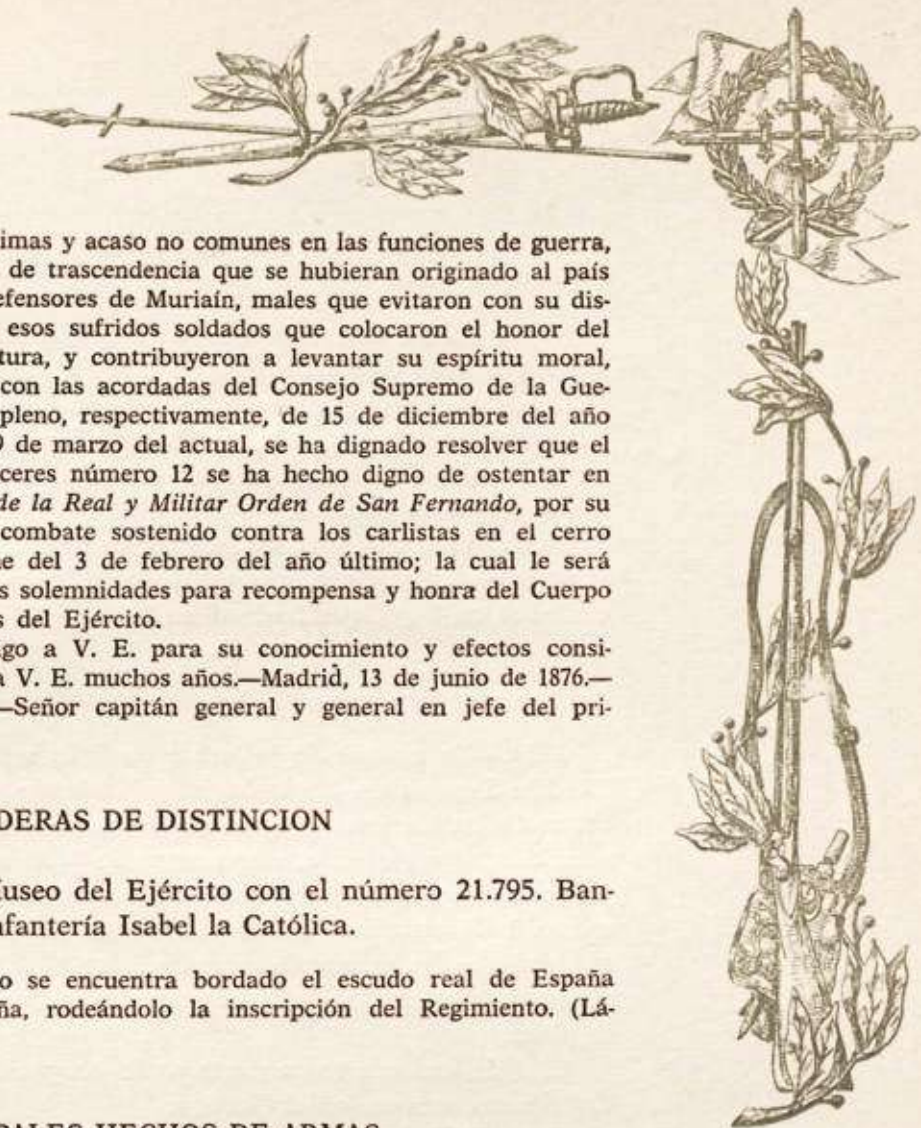 imas y acaso no comunes en las funciones de guerra,
de trascendencia que se hubieran originado al país
efensores de Muriaín, males que evitaron con su dis-
esos sufridos soldados que colocaron el honor del
tura, y contribuyeron a levantar su espíritu moral,
con las acordadas del Consejo Supremo de la Gue-
pleno, respectivamente, de 15 de diciembre del año
9 de marzo del actual, se ha dignado resolver que el
ceres número 12 se ha hecho digno de ostentar en
de la Real y Militar Orden de San Fernando, por su
combate sostenido contra los carlistas en el cerro
e del 3 de febrero del año último; la cual le será
s solemnidades para recompensa y honra del Cuerpo
s del Ejército.
go a V. E. para su conocimiento y efectos consi-
a V. E. muchos años.—Madrid, 13 de junio de 1876.—
—Señor capitán general y general en jefe del pri-
DERAS DE DISTINCION
Museo del Ejército con el número 21.795. Ban-
nfantería Isabel la Católica.
o se encuentra bordado el escudo real de España
ña, rodeándolo la inscripción del Regimiento. (Lá-
PALES HECHOS DE ARMAS